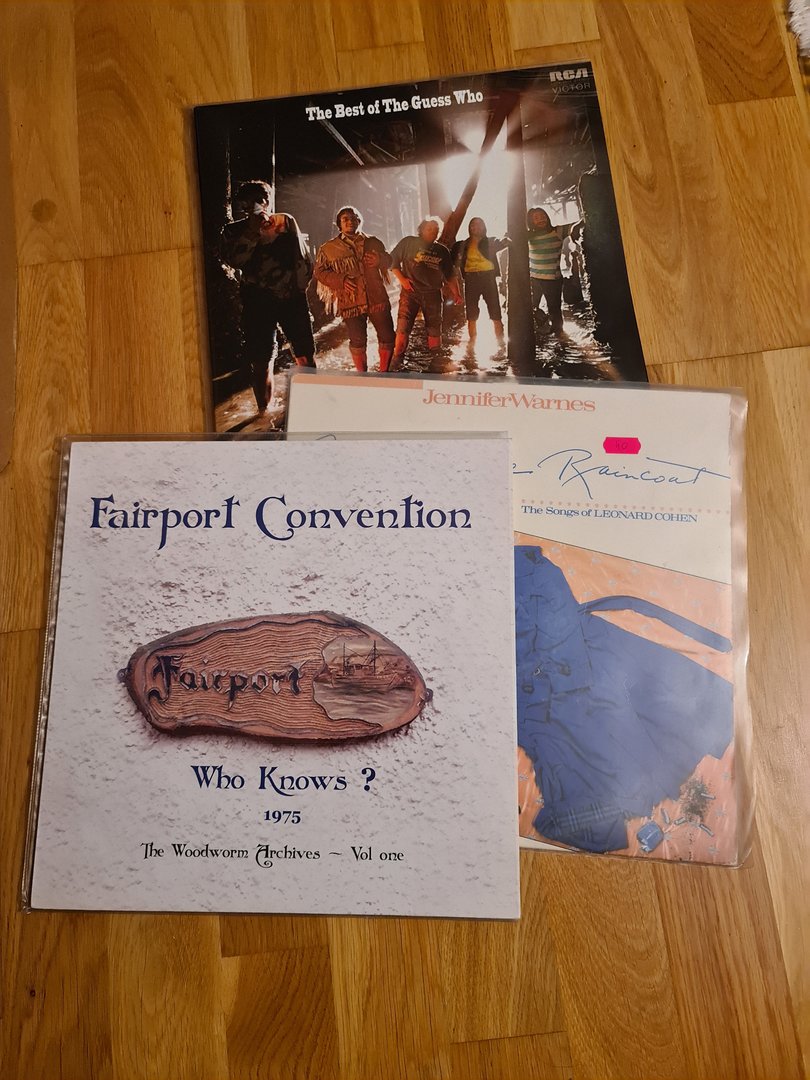 RCA
VICTOR
The Best of The Guess Who
Jennifer Warnes
40
Raincoat
The Songs of LEONARD COHEN
Fairport Convention
Fairport
Who Knows ?
1975
The Woodworm Archives ~ Vol one